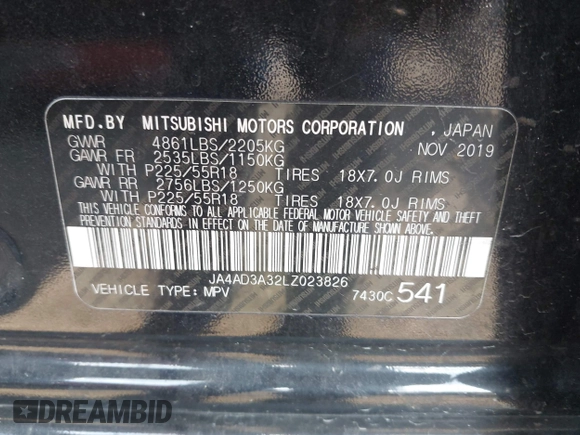 MFD.BY MITSUBISHI MOTORS CORPORATION , JAPAN
GVWR 4861LBS/2205KG NOV 2019
GAWR FR 2535LBS/1150KG
WITH P225/55R18 TIRES 18X7.0J RIMS
GAWR RR 2756LBS/1250KG
WITH P225/55R18 TIRES 18X7.0J RIMS
THIS VEHICLE CONFORMS TO ALL APPLICABLE FEDERAL MOTOR VEHICLE SAFETY AND THEFT
PREVENTION STANDARDS IN EFFECT ON THE DATE OF MANUFACTURE SHOWN ABOVE.
JA4AD3A32LZ023826
VEHICLE TYPE: MPV 7430C 541
DREAMBID